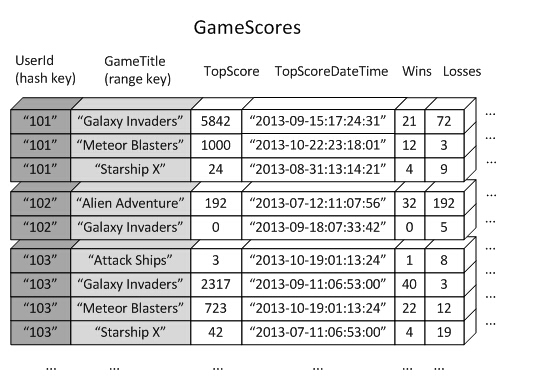 GameScores
UserId GameTitle TopScore TopScoreDateTime Wins Losses
(hash key) (range key)
"101" "Galaxy Invaders" 5842 "2013-09-15:17:24:31" 21 72 ...
"101" "Meteor Blasters" 1000 "2013-10-22:23:18:01" 12 3 ...
"101" "Starship X" 24 "2013-08-31:13:14:21" 4 9 ...
"102" "Alien Adventure" 192 "2013-07-12:11:07:56" 32 192 ...
"102" "Galaxy Invaders" 0 "2013-09-18:07:33:42" 0 5 ...
"103" "Attack Ships" 3 "2013-10-19:01:13:24" 1 8 ...
"103" "Galaxy Invaders" 2317 "2013-09-11:06:53:00" 40 3 ...
"103" "Meteor Blasters" 723 "2013-10-19:01:13:24" 22 12 ...
"103" "Starship X" 42 "2013-07-11:06:53:00" 4 19 ...
... ... ... ... ... ...